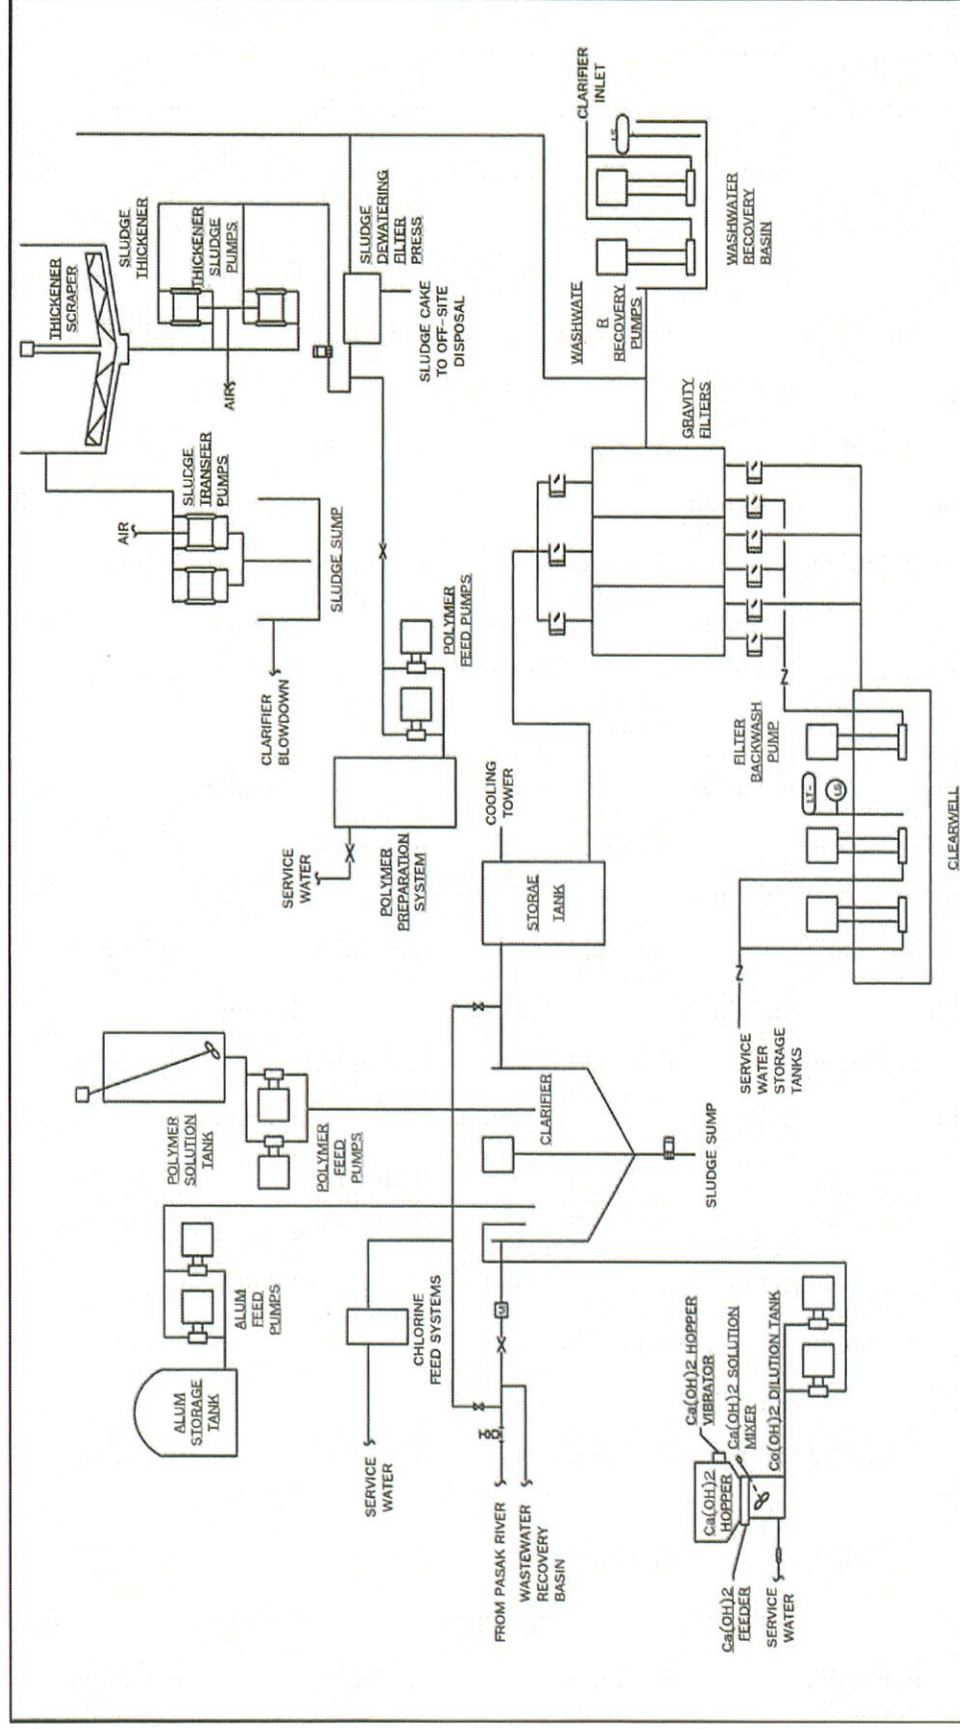 THICKENER
SCRAPER
SLUDGE
THICKENER
THICKENER
SLUDGE
PUMPS
AIR
SLUDGE
DEWATERING
FILTER
PRESS
SLUDGE CAKE
TO OFF-SITE
DISPOSAL
CLARIFIER
INLET
WASHWATE
R
RECOVERY
PUMPS
WASHWATER
RECOVERY
BASIN
AIR
SLUDGE
TRANSFER
PUMPS
SLUDGE SUMP
CLARIFIER
BLOWDOWN
POLYMER
FEED PUMPS
SERVICE
WATER
POLYMER
PREPARATION
SYSTEM
COOLING
TOWER
STORAE
TANK
GRAVITY
FILTERS
FILTER
BACKWASH
PUMP
LT-
LS
CLEARWELL
SERVICE
WATER
STORAGE
TANKS
POLYMER
SOLUTION
TANK
POLYMER
FEED
PUMPS
CLARIFIER
SLUDGE SUMP
ALUM
FEED
PUMPS
ALUM
STORAGE
TANK
CHLORINE
FEED SYSTEMS
SERVICE
WATER
M
FROM PASAK RIVER
WASTEWATER
RECOVERY
BASIN
Ca(OH)2 HOPPER
VIBRATOR
Ca(OH)2 SOLUTION
MIXER
Co(OH)2 DILUTION TANK
Ca(OH)2
HOPPER
Ca(OH)2
FEEDER
SERVICE
WATER